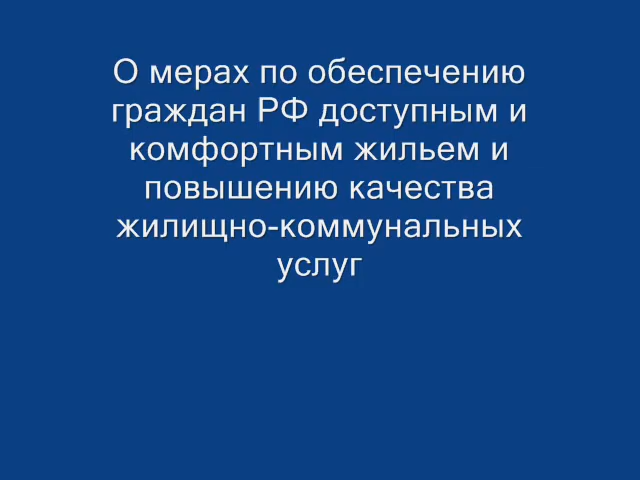 О мерах по обеспечению
граждан РФ доступным и
комфортным жильем и
повышению качества
жилищно-коммунальных
услуг